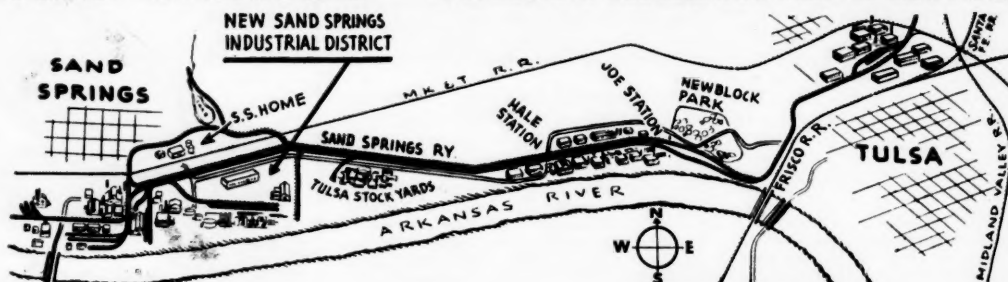 NEW SAND SPRINGS
INDUSTRIAL DISTRICT
SAND
SPRINGS
S.S. HOME
M.K. & T. R.R.
SAND SPRINGS RY
TULSA STOCK YARDS
HALE
STATION
JOE STATION
NEWBLOCK
PARK
SANTA
FE RR
FRISCO R.R.
TULSA
MIDLAND VALLEY R.R.
ARKANSAS RIVER
N
W E
S